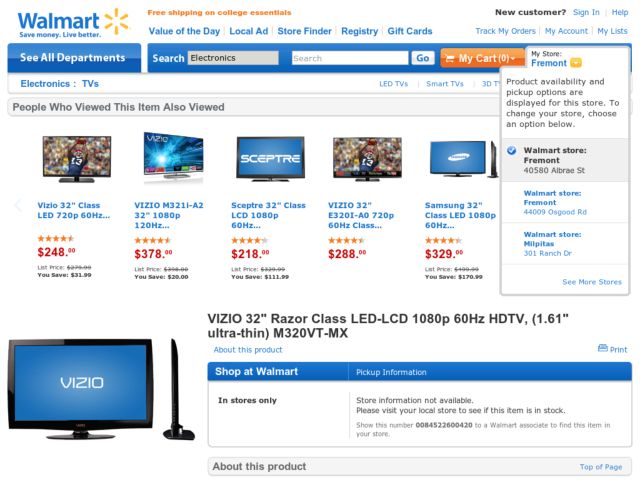 Walmart
Save money. Live better.
Free shipping on college essentials
New customer? Sign In | Help
Value of the Day | Local Ad | Store Finder | Registry | Gift Cards
Track My Orders | My Account | My Lists
See All Departments
Search Electronics Search Go
My Cart (0)
My Store:
Fremont
Electronics : TVs
LED TVs | Smart TVs | 3D T
Product availability and
pickup options are
displayed for this store. To
change your store, choose
an option below.
Walmart store:
Fremont
40580 Albrae St
Walmart store:
Fremont
44009 Osgood Rd
Walmart store:
Milpitas
301 Ranch Dr
See More Stores
People Who Viewed This Item Also Viewed
VIZIO
SCEPTRE
SAMSUNG
Vizio 32" Class
LED 720p 60Hz...
$248.00
List Price: $279.99
You Save: $31.99
VIZIO M321i-A2
32" 1080p
120Hz...
$378.00
List Price: $398.00
You Save: $20.00
Sceptre 32" Class
LCD 1080p
60Hz...
$218.00
List Price: $329.99
You Save: $111.99
VIZIO 32"
E320I-A0 720p
60Hz Class...
$288.00
Samsung 32"
Class LED 1080p
60Hz...
$329.00
List Price: $499.99
You Save: $170.99
VIZIO 32" Razor Class LED-LCD 1080p 60Hz HDTV, (1.61"
ultra-thin) M320VT-MX
About this product
Print
VIZIO
Shop at Walmart
Pickup Information
In stores only
Store information not available.
Please visit your local store to see if this item is in stock.
Show this number 0084522600420 to a Walmart associate to find this item in
your store.
About this product
Top of Page